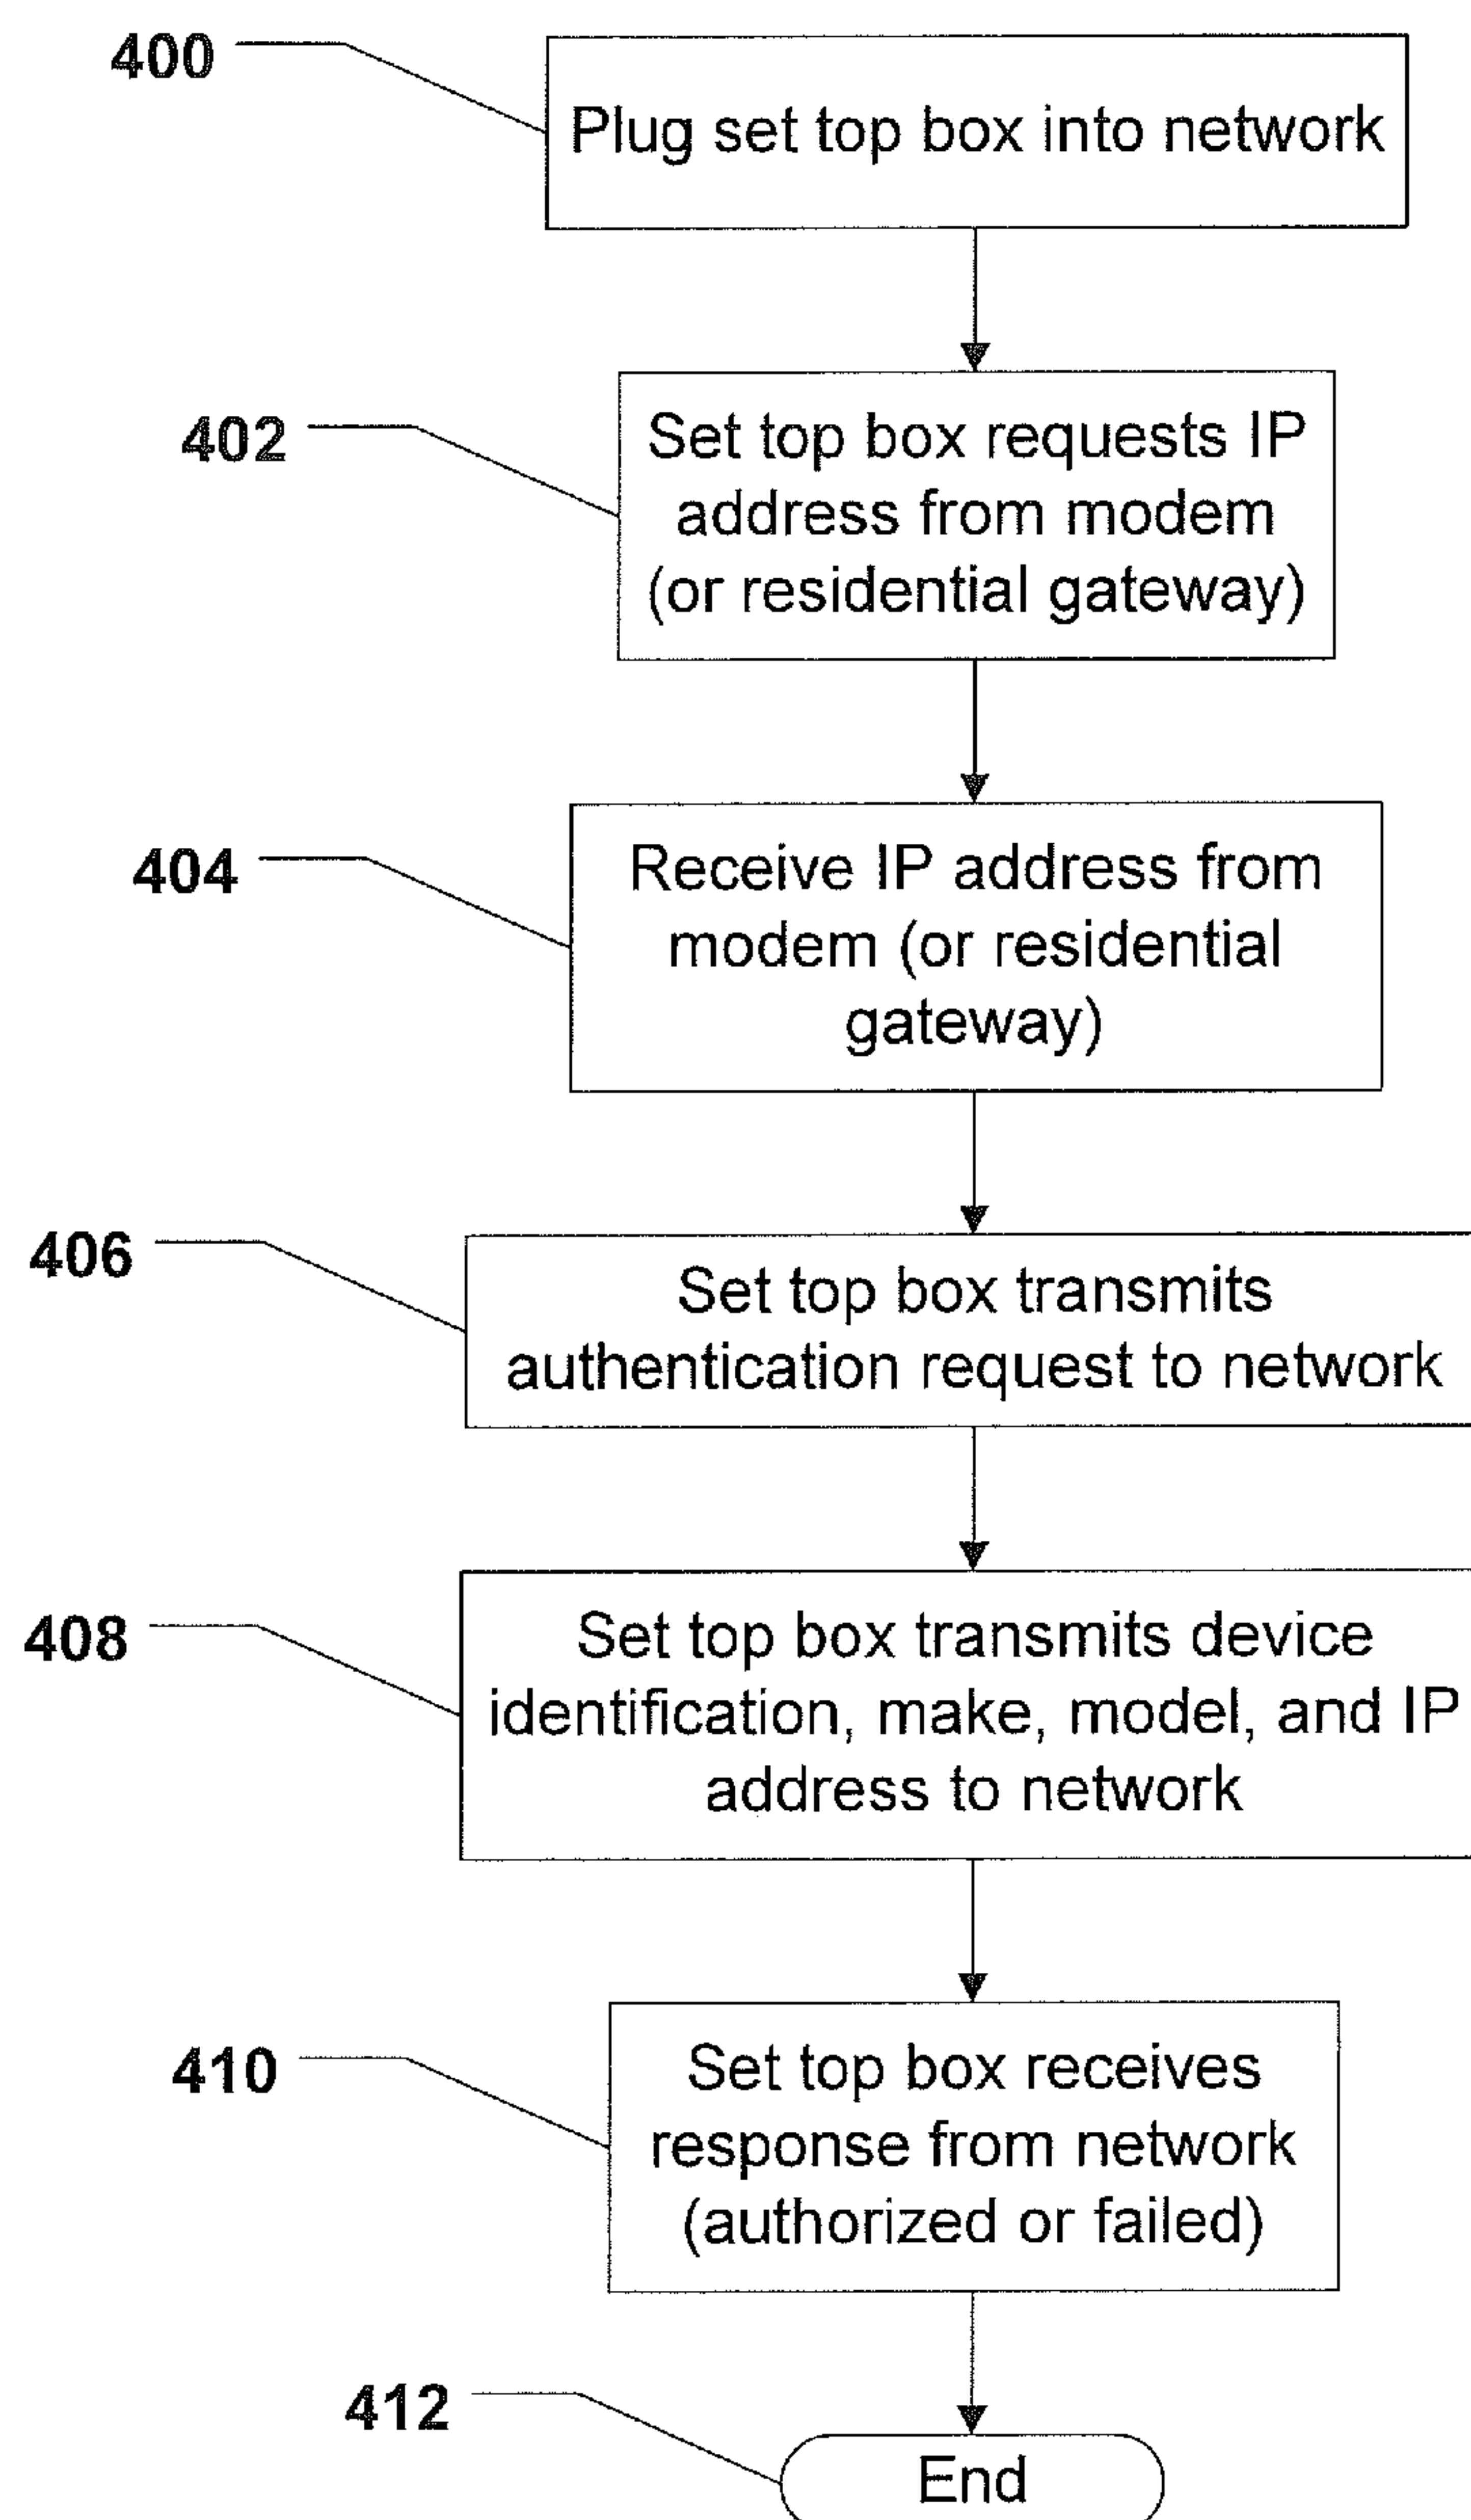 400
Plug set top box into network
402
Set top box requests IP
address from modem
(or residential gateway)
404
Receive IP address from
modem (or residential
gateway)
406
Set top box transmits
authentication request to network
408
Set top box transmits device
identification, make, model, and IP
address to network
410
Set top box receives
response from network
(authorized or failed)
412
End